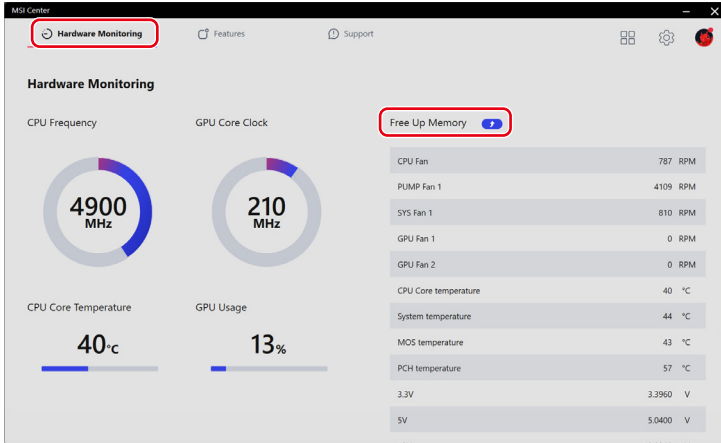 MSI Center
Hardware Monitoring
Features
Support
Hardware Monitoring
CPU Frequency
GPU Core Clock
Free Up Memory
4900
MHz
210
MHz
CPU Core Temperature
GPU Usage
40°C
13%
CPU Fan 787 RPM
PUMP Fan 1 4109 RPM
SYS Fan 1 810 RPM
GPU Fan 1 0 RPM
GPU Fan 2 0 RPM
CPU Core temperature 40 °C
System temperature 44 °C
MOS temperature 43 °C
PCH temperature 57 °C
3.3V 3.3960 V
5V 5.0400 V